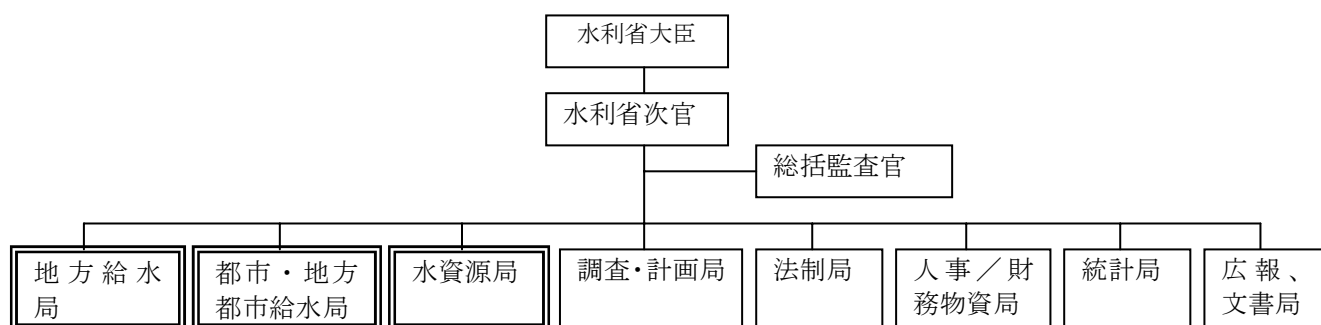 水利省大臣
水利省次官
総括監査官
地方給水
局
都市・地方
都市給水局
水資源局
調査・計画局
法制局
人事／財
務物資局
統計局
広報、
文書局